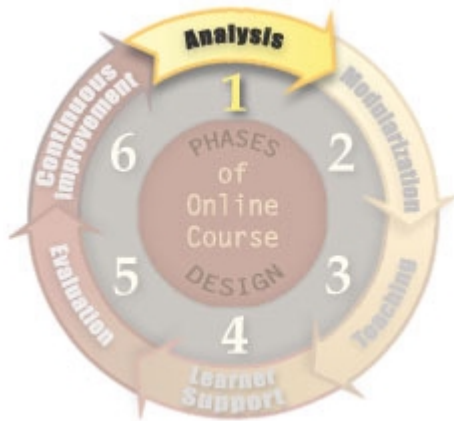 Analysis
1
Modularization
2
Teaching
3
Learner
Support
4
Evaluation
5
Continuous
improvement
6
PHASES
of
Online
Course
DESIGN